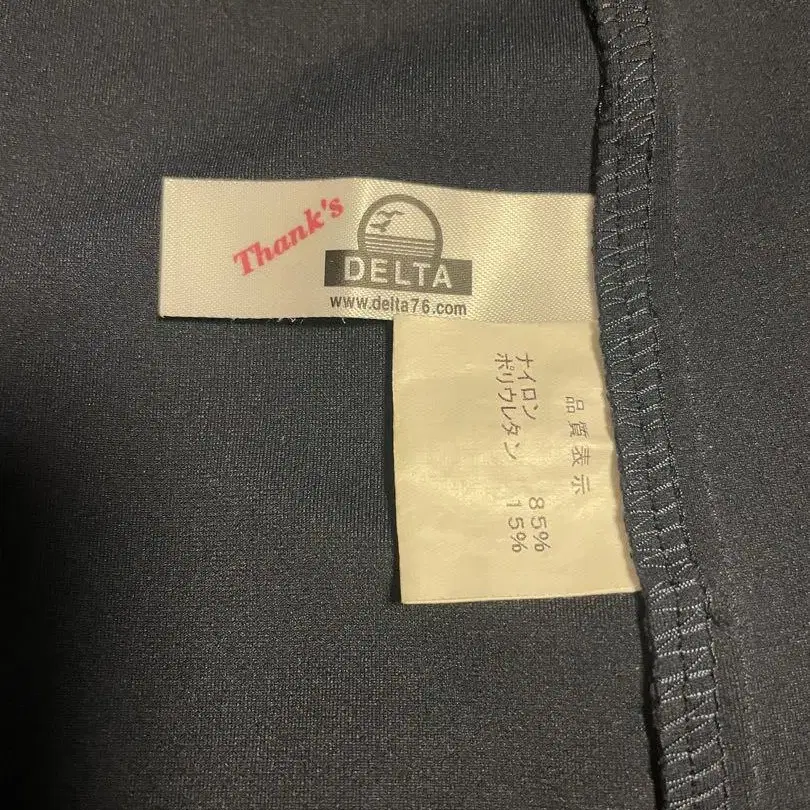 Thank's
DELTA
www.delta76.com
品質表示
ナイロン 85%
ポリウレタン 15%